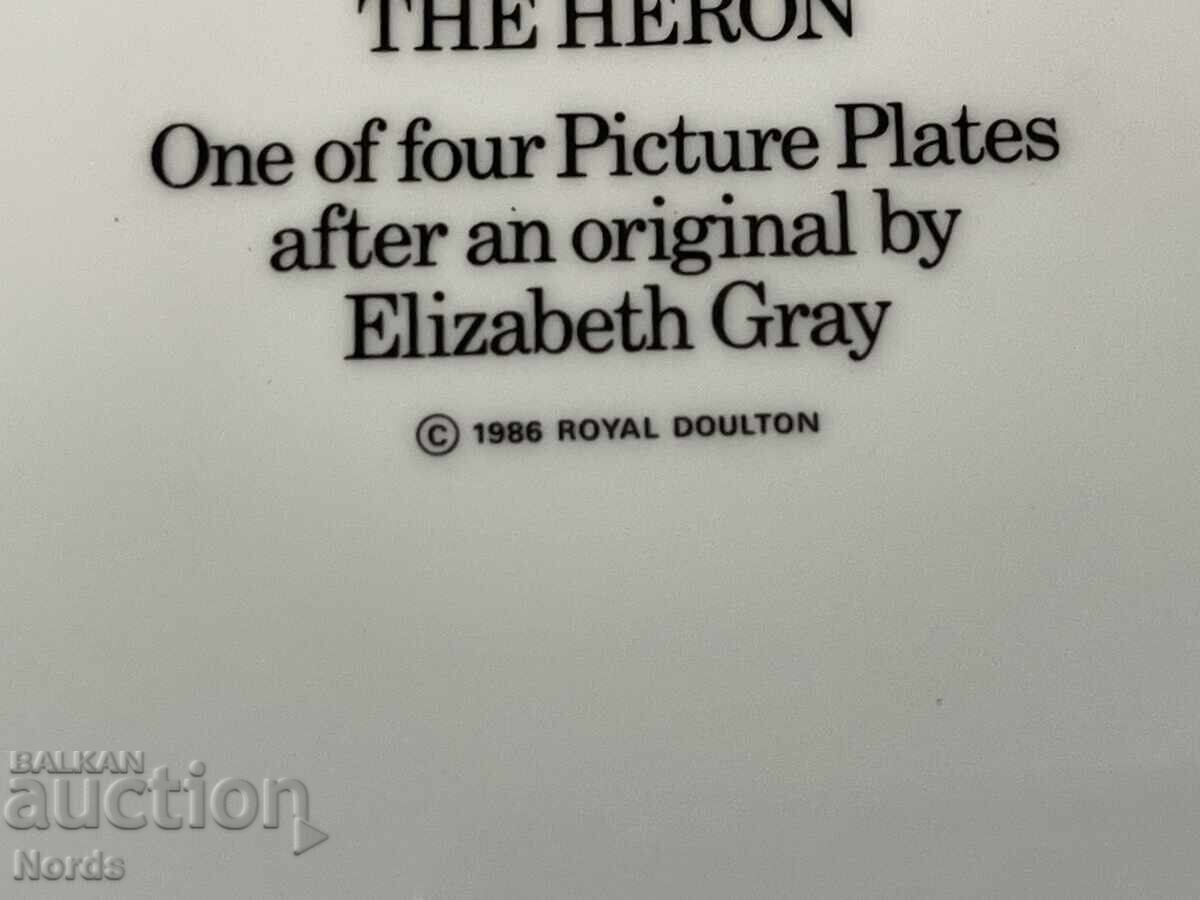 THE HERON
One of four Picture Plates
after an original by
Elizabeth Gray
© 1986 ROYAL DOULTON
BALKAN
auction
Nords